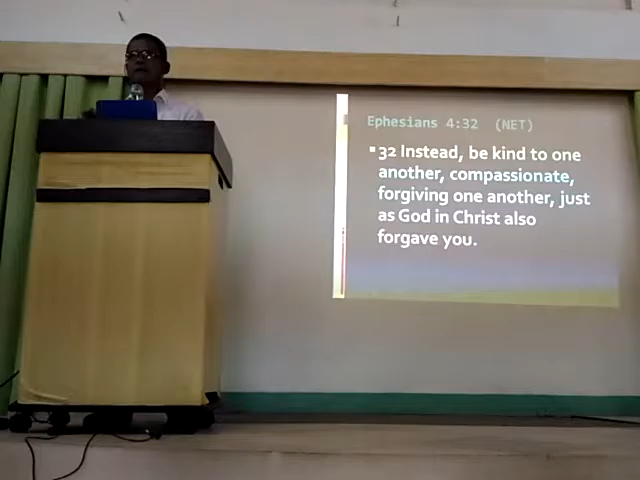 Ephesians 4:32 (NET)
▪32 Instead, be kind to one
another, compassionate,
forgiving one another, just
as God in Christ also
forgave you.